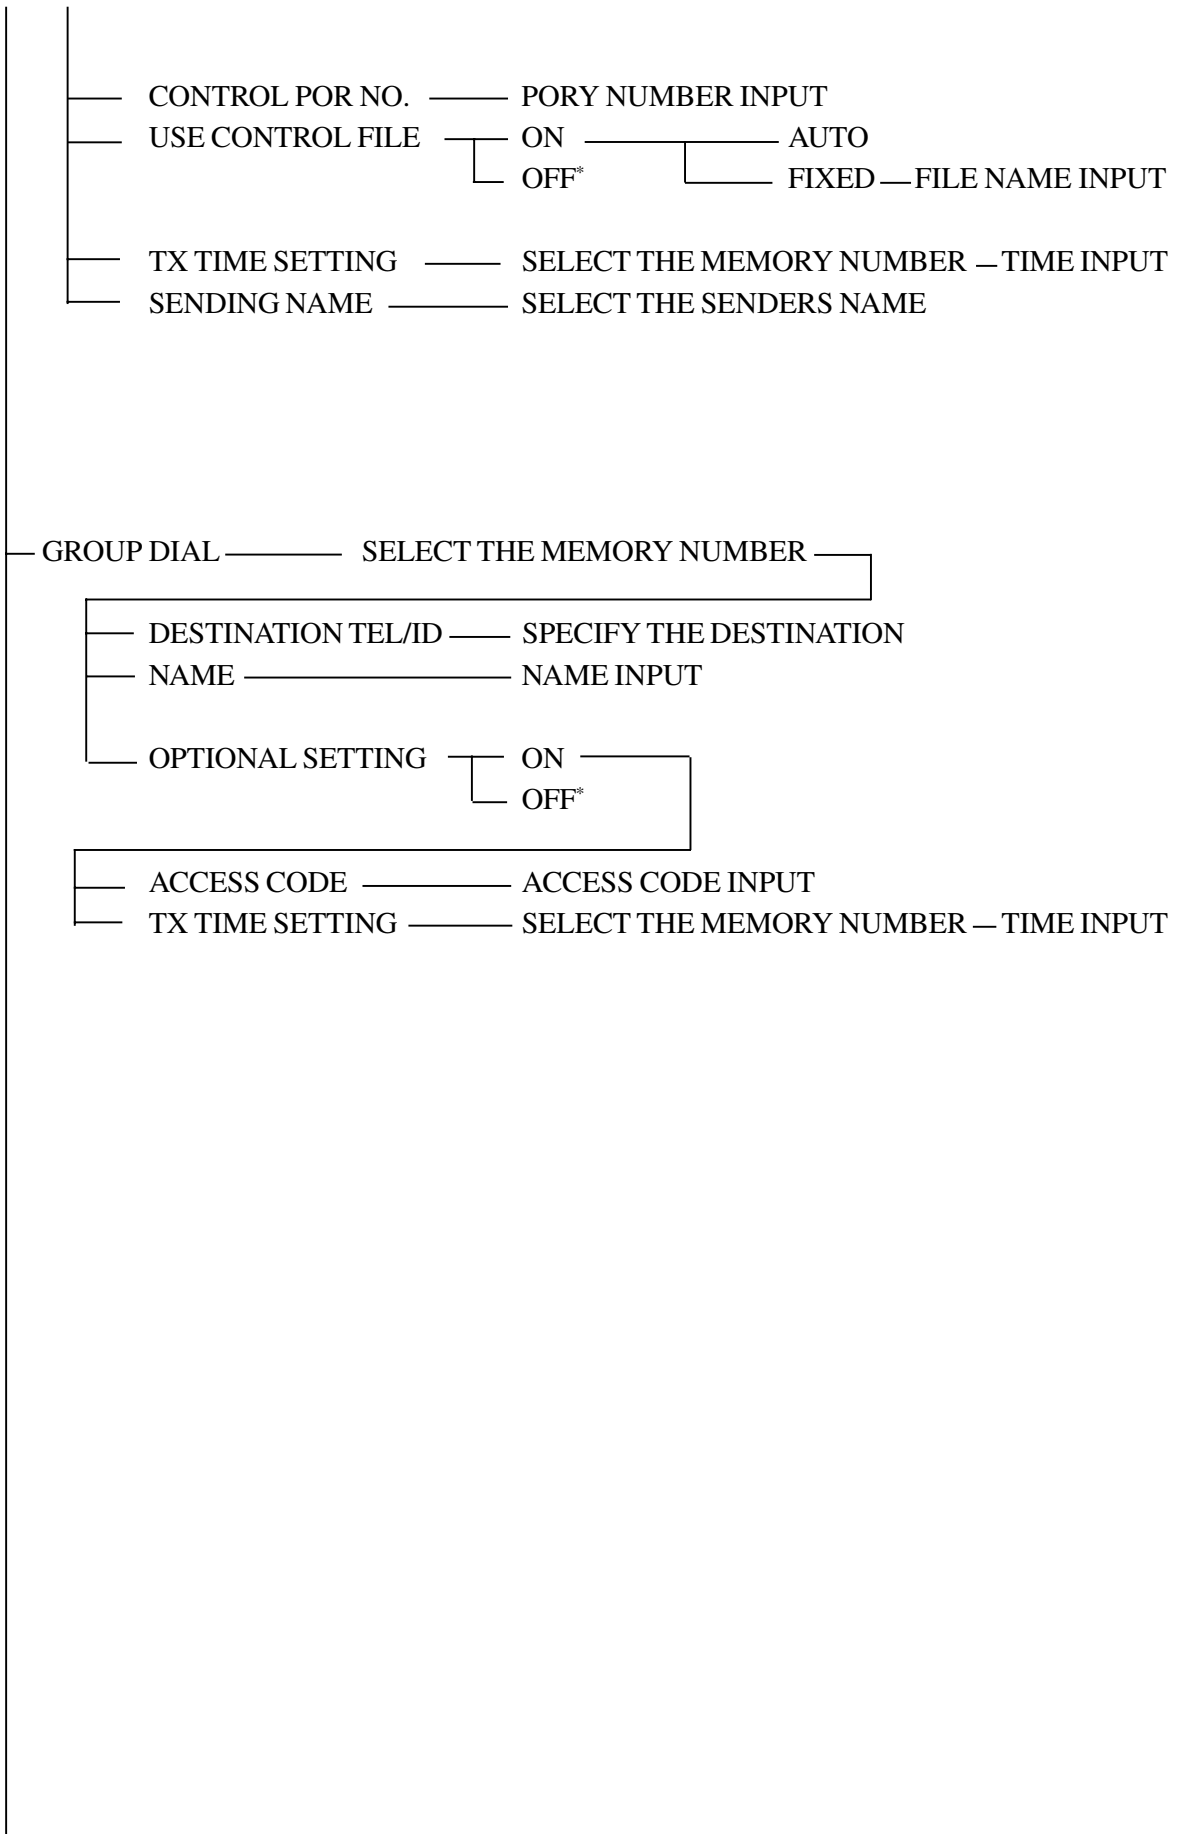 CONTROL POR NO. PORY NUMBER INPUT
USE CONTROL FILE ON AUTO
OFF* FIXED FILE NAME INPUT
TX TIME SETTING SELECT THE MEMORY NUMBER TIME INPUT
SENDING NAME SELECT THE SENDERS NAME
GROUP DIAL SELECT THE MEMORY NUMBER
DESTINATION TEL/ID SPECIFY THE DESTINATION
NAME NAME INPUT
OPTIONAL SETTING ON
OFF*
ACCESS CODE ACCESS CODE INPUT
TX TIME SETTING SELECT THE MEMORY NUMBER TIME INPUT